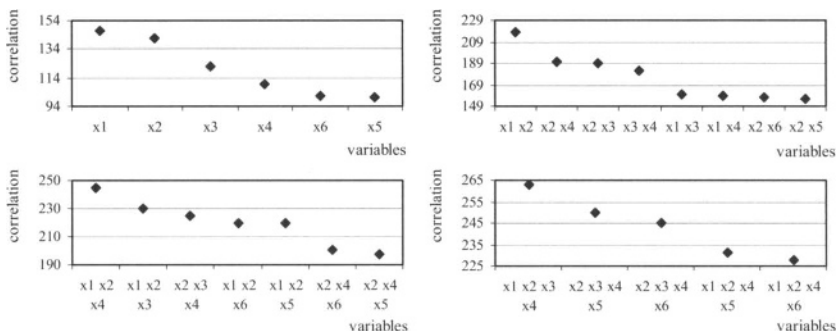 correlation
154
134
114
94
x1 x2 x3 x4 x6 x5
variables
correlation
229
209
189
169
149
x1 x2 x2 x4 x2 x3 x3 x4 x1 x3 x1 x4 x2 x6 x2 x5
variables
correlation
250
230
210
190
x1 x2 x1 x2 x2 x3 x1 x2 x1 x2 x2 x4 x2 x4
x4 x3 x4 x6 x5 x6 x5
variables
correlation
265
255
245
235
225
x1 x2 x3 x2 x3 x4 x2 x3 x4 x1 x2 x4 x1 x2 x4
x4 x5 x6 x5 x6
variables